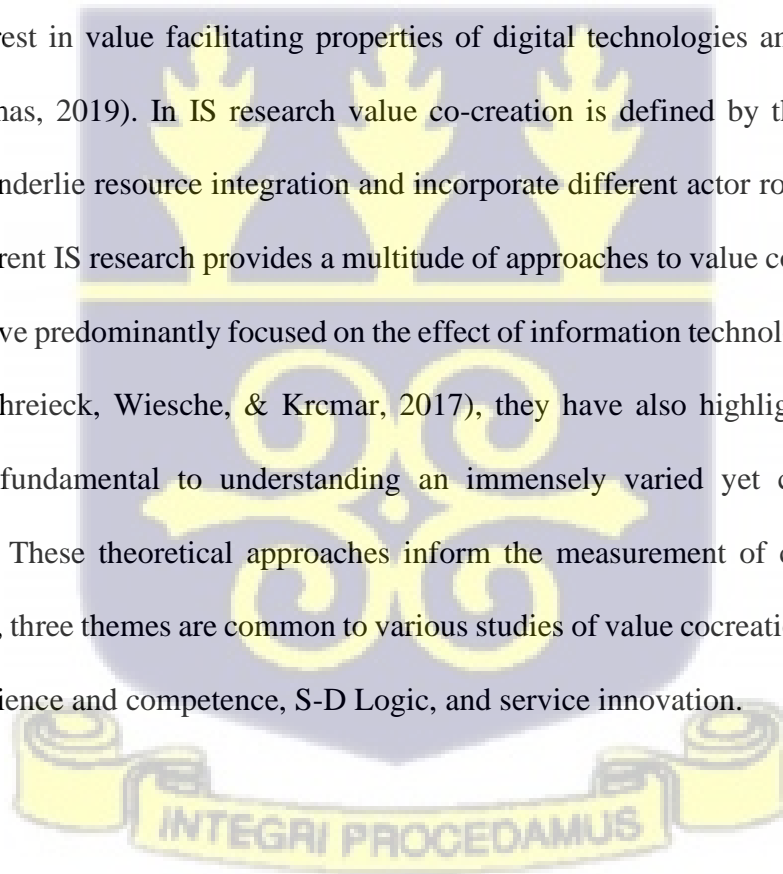 rest in value facilitating properties of digital technologies an
nas, 2019). In IS research value co-creation is defined by th
nderlie resource integration and incorporate different actor ro
rent IS research provides a multitude of approaches to value c
ve predominantly focused on the effect of information technol
hreieck, Wiesche, & Krcmar, 2017), they have also highlig
fundamental to understanding an immensely varied yet c
These theoretical approaches inform the measurement of c
, three themes are common to various studies of value cocreati
ience and competence, S-D Logic, and service innovation.
INTEGRI PROCEDAMUS